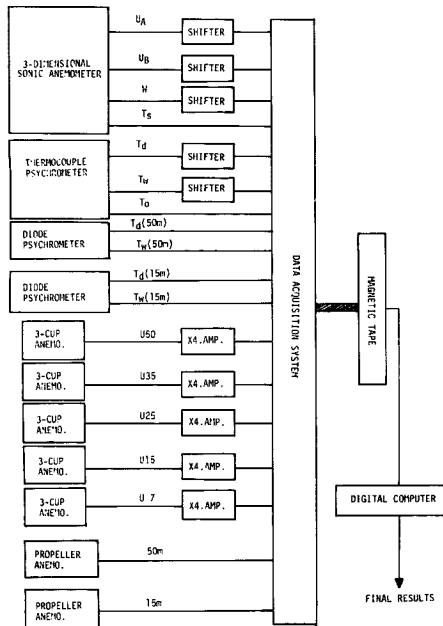 U_A
SHIFTER
3-DIMENSIONAL
SONIC ANEMOMETER
U_B
SHIFTER
W
SHIFTER
T_s
T_d
SHIFTER
THERMOCOUPLE
PSYCHROMETER
T_w
SHIFTER
T_o
T_d(50m)
DIODE
PSYCHROMETER
T_w(50m)
T_d(15m)
DIODE
PSYCHROMETER
T_w(15m)
DATA ACQUISITION SYSTEM
MAGNETIC TAPE
3-CUP
ANEMO.
U50
X4.AMP.
3-CUP
ANEMO.
U35
X4.AMP.
3-CUP
ANEMO.
U25
X4.AMP.
3-CUP
ANEMO.
U15
X4.AMP.
3-CUP
ANEMO.
U 7
X4.AMP.
DIGITAL COMPUTER
PROPELLER
ANEMO.
50m
PROPELLER
ANEMO.
15m
FINAL RESULTS